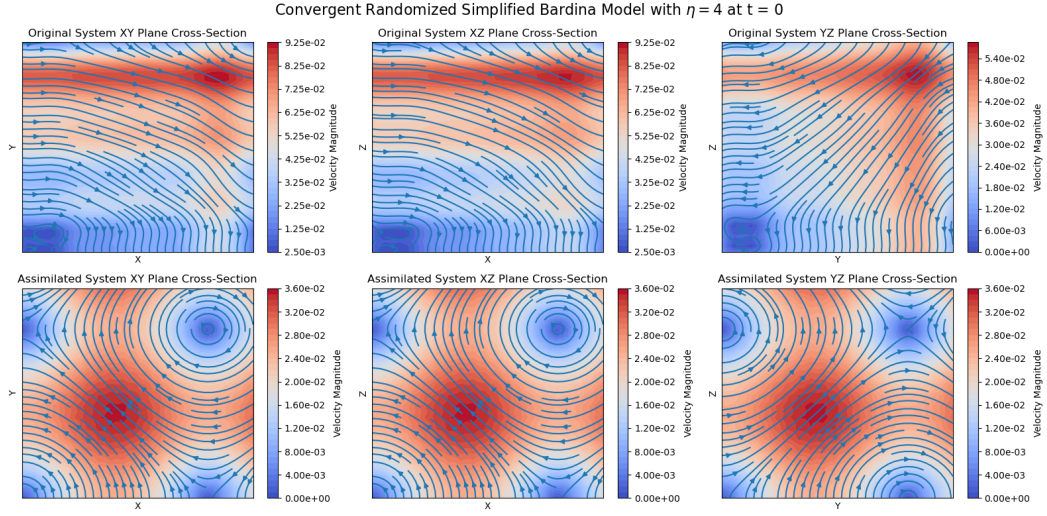 Convergent Randomized Simplified Bardina Model with η = 4 at t = 0
Original System XY Plane Cross-Section
Y
X
9.25e-02
8.25e-02
7.25e-02
6.25e-02
5.25e-02
4.25e-02
3.25e-02
2.25e-02
1.25e-02
2.50e-03
Velocity Magnitude
Original System XZ Plane Cross-Section
Z
X
9.25e-02
8.25e-02
7.25e-02
6.25e-02
5.25e-02
4.25e-02
3.25e-02
2.25e-02
1.25e-02
2.50e-03
Velocity Magnitude
Original System YZ Plane Cross-Section
Z
Y
5.40e-02
4.80e-02
4.20e-02
3.60e-02
3.00e-02
2.40e-02
1.80e-02
1.20e-02
6.00e-03
0.00e+00
Velocity Magnitude
Assimilated System XY Plane Cross-Section
Y
X
3.60e-02
3.20e-02
2.80e-02
2.40e-02
2.00e-02
1.60e-02
1.20e-02
8.00e-03
4.00e-03
0.00e+00
Velocity Magnitude
Assimilated System XZ Plane Cross-Section
Z
X
3.60e-02
3.20e-02
2.80e-02
2.40e-02
2.00e-02
1.60e-02
1.20e-02
8.00e-03
4.00e-03
0.00e+00
Velocity Magnitude
Assimilated System YZ Plane Cross-Section
Z
Y
3.60e-02
3.20e-02
2.80e-02
2.40e-02
2.00e-02
1.60e-02
1.20e-02
8.00e-03
4.00e-03
0.00e+00
Velocity Magnitude